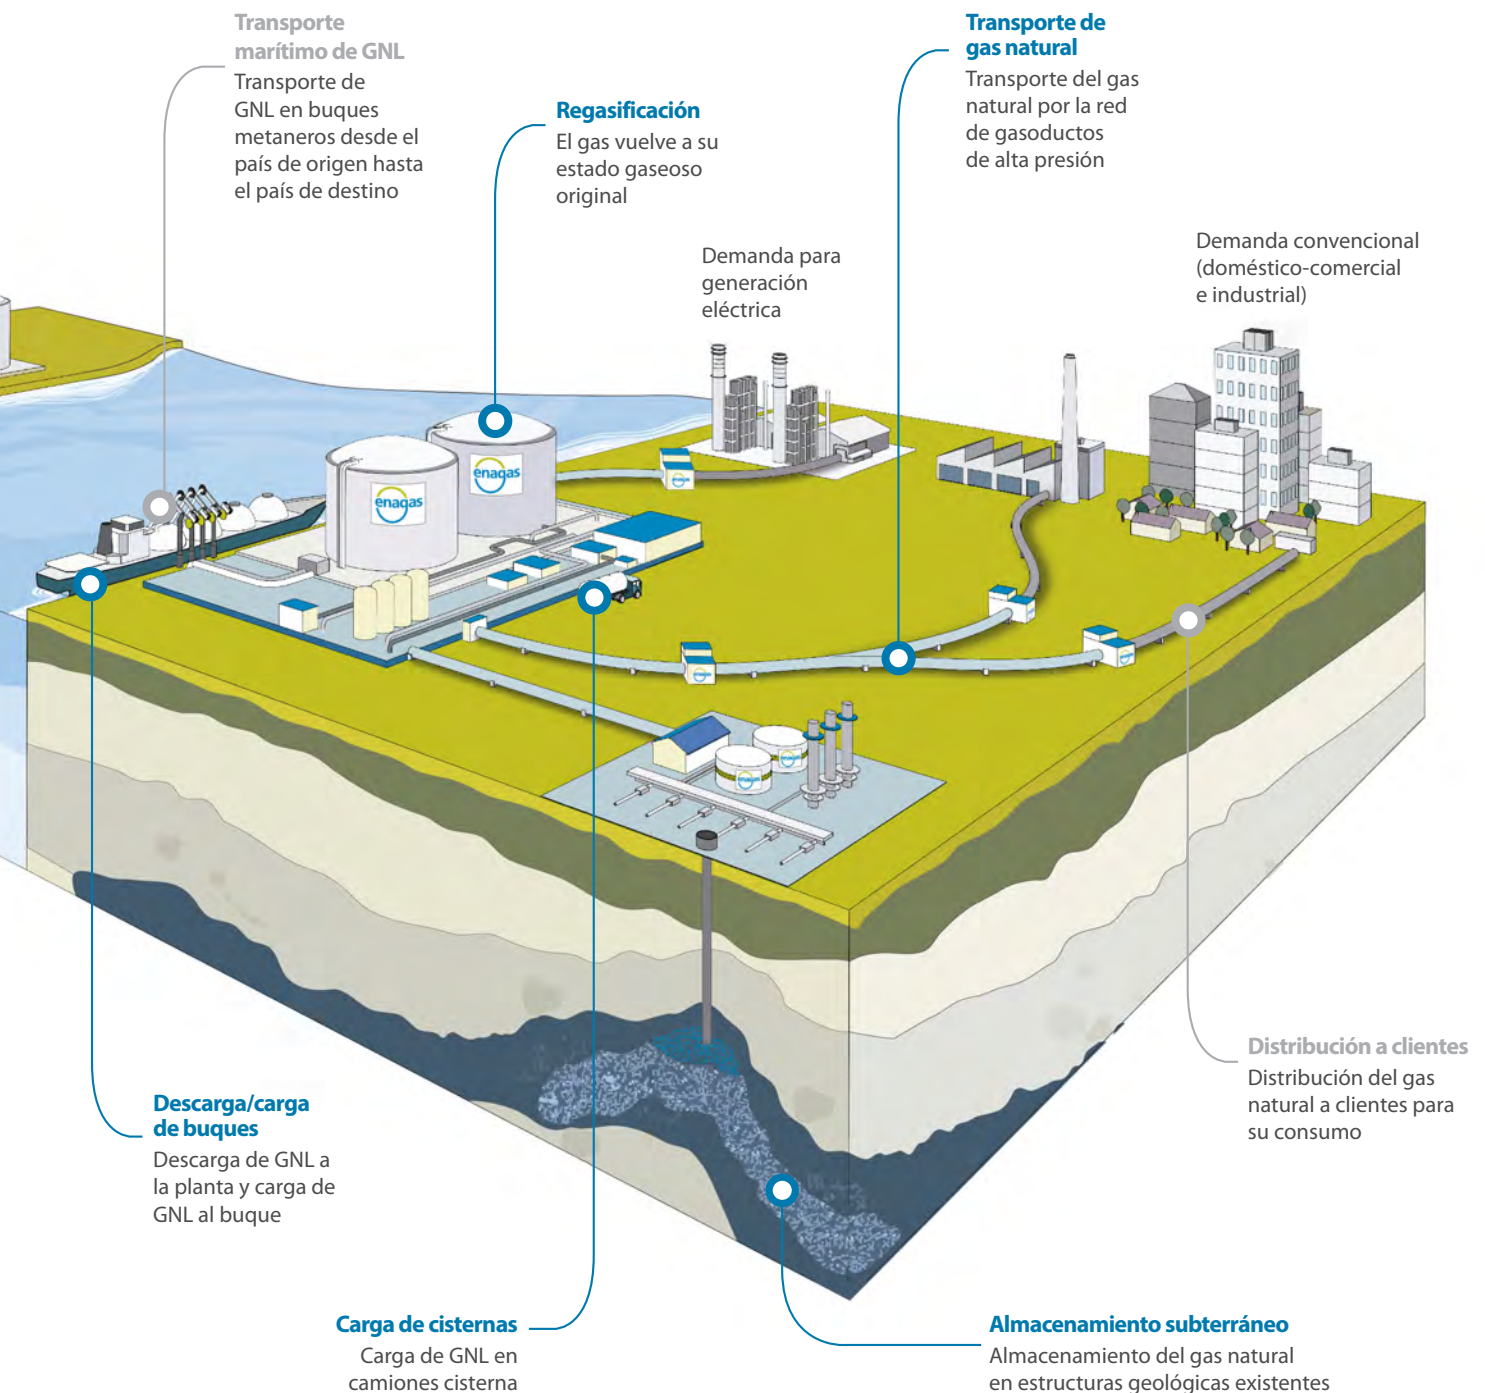 Transporte
marítimo de GNL
Transporte de
GNL en buques
metaneros desde el
país de origen hasta
el país de destino
Regasificación
El gas vuelve a su
estado gaseoso
original
Transporte de
gas natural
Transporte del gas
natural por la red
de gasoductos
de alta presión
Demanda para
generación
eléctrica
Demanda convencional
(doméstico-comercial
e industrial)
enagas
enagas
enagas
enagas
enagas
enagas
enagas
enagas
Distribución a clientes
Distribución del gas
natural a clientes para
su consumo
Descarga/carga
de buques
Descarga de GNL a
la planta y carga de
GNL al buque
Carga de cisternas
Carga de GNL en
camiones cisterna
Almacenamiento subterráneo
Almacenamiento del gas natural
en estructuras geológicas existentes